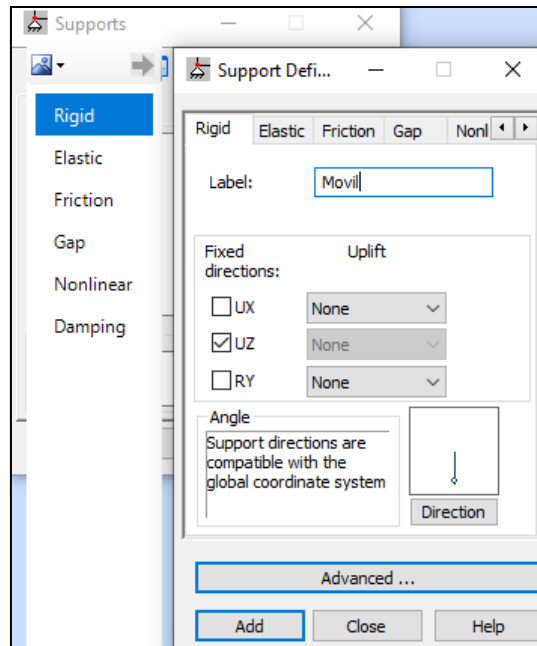 Supports
Rigid
Elastic
Friction
Gap
Nonlinear
Damping
Support Defi...
Rigid Elastic Friction Gap Nonl
Label: Movil
Fixed directions: Uplift
UX None
UZ None
RY None
Angle
Support directions are
compatible with the
global coordinate system
Direction
Advanced ...
Add Close Help